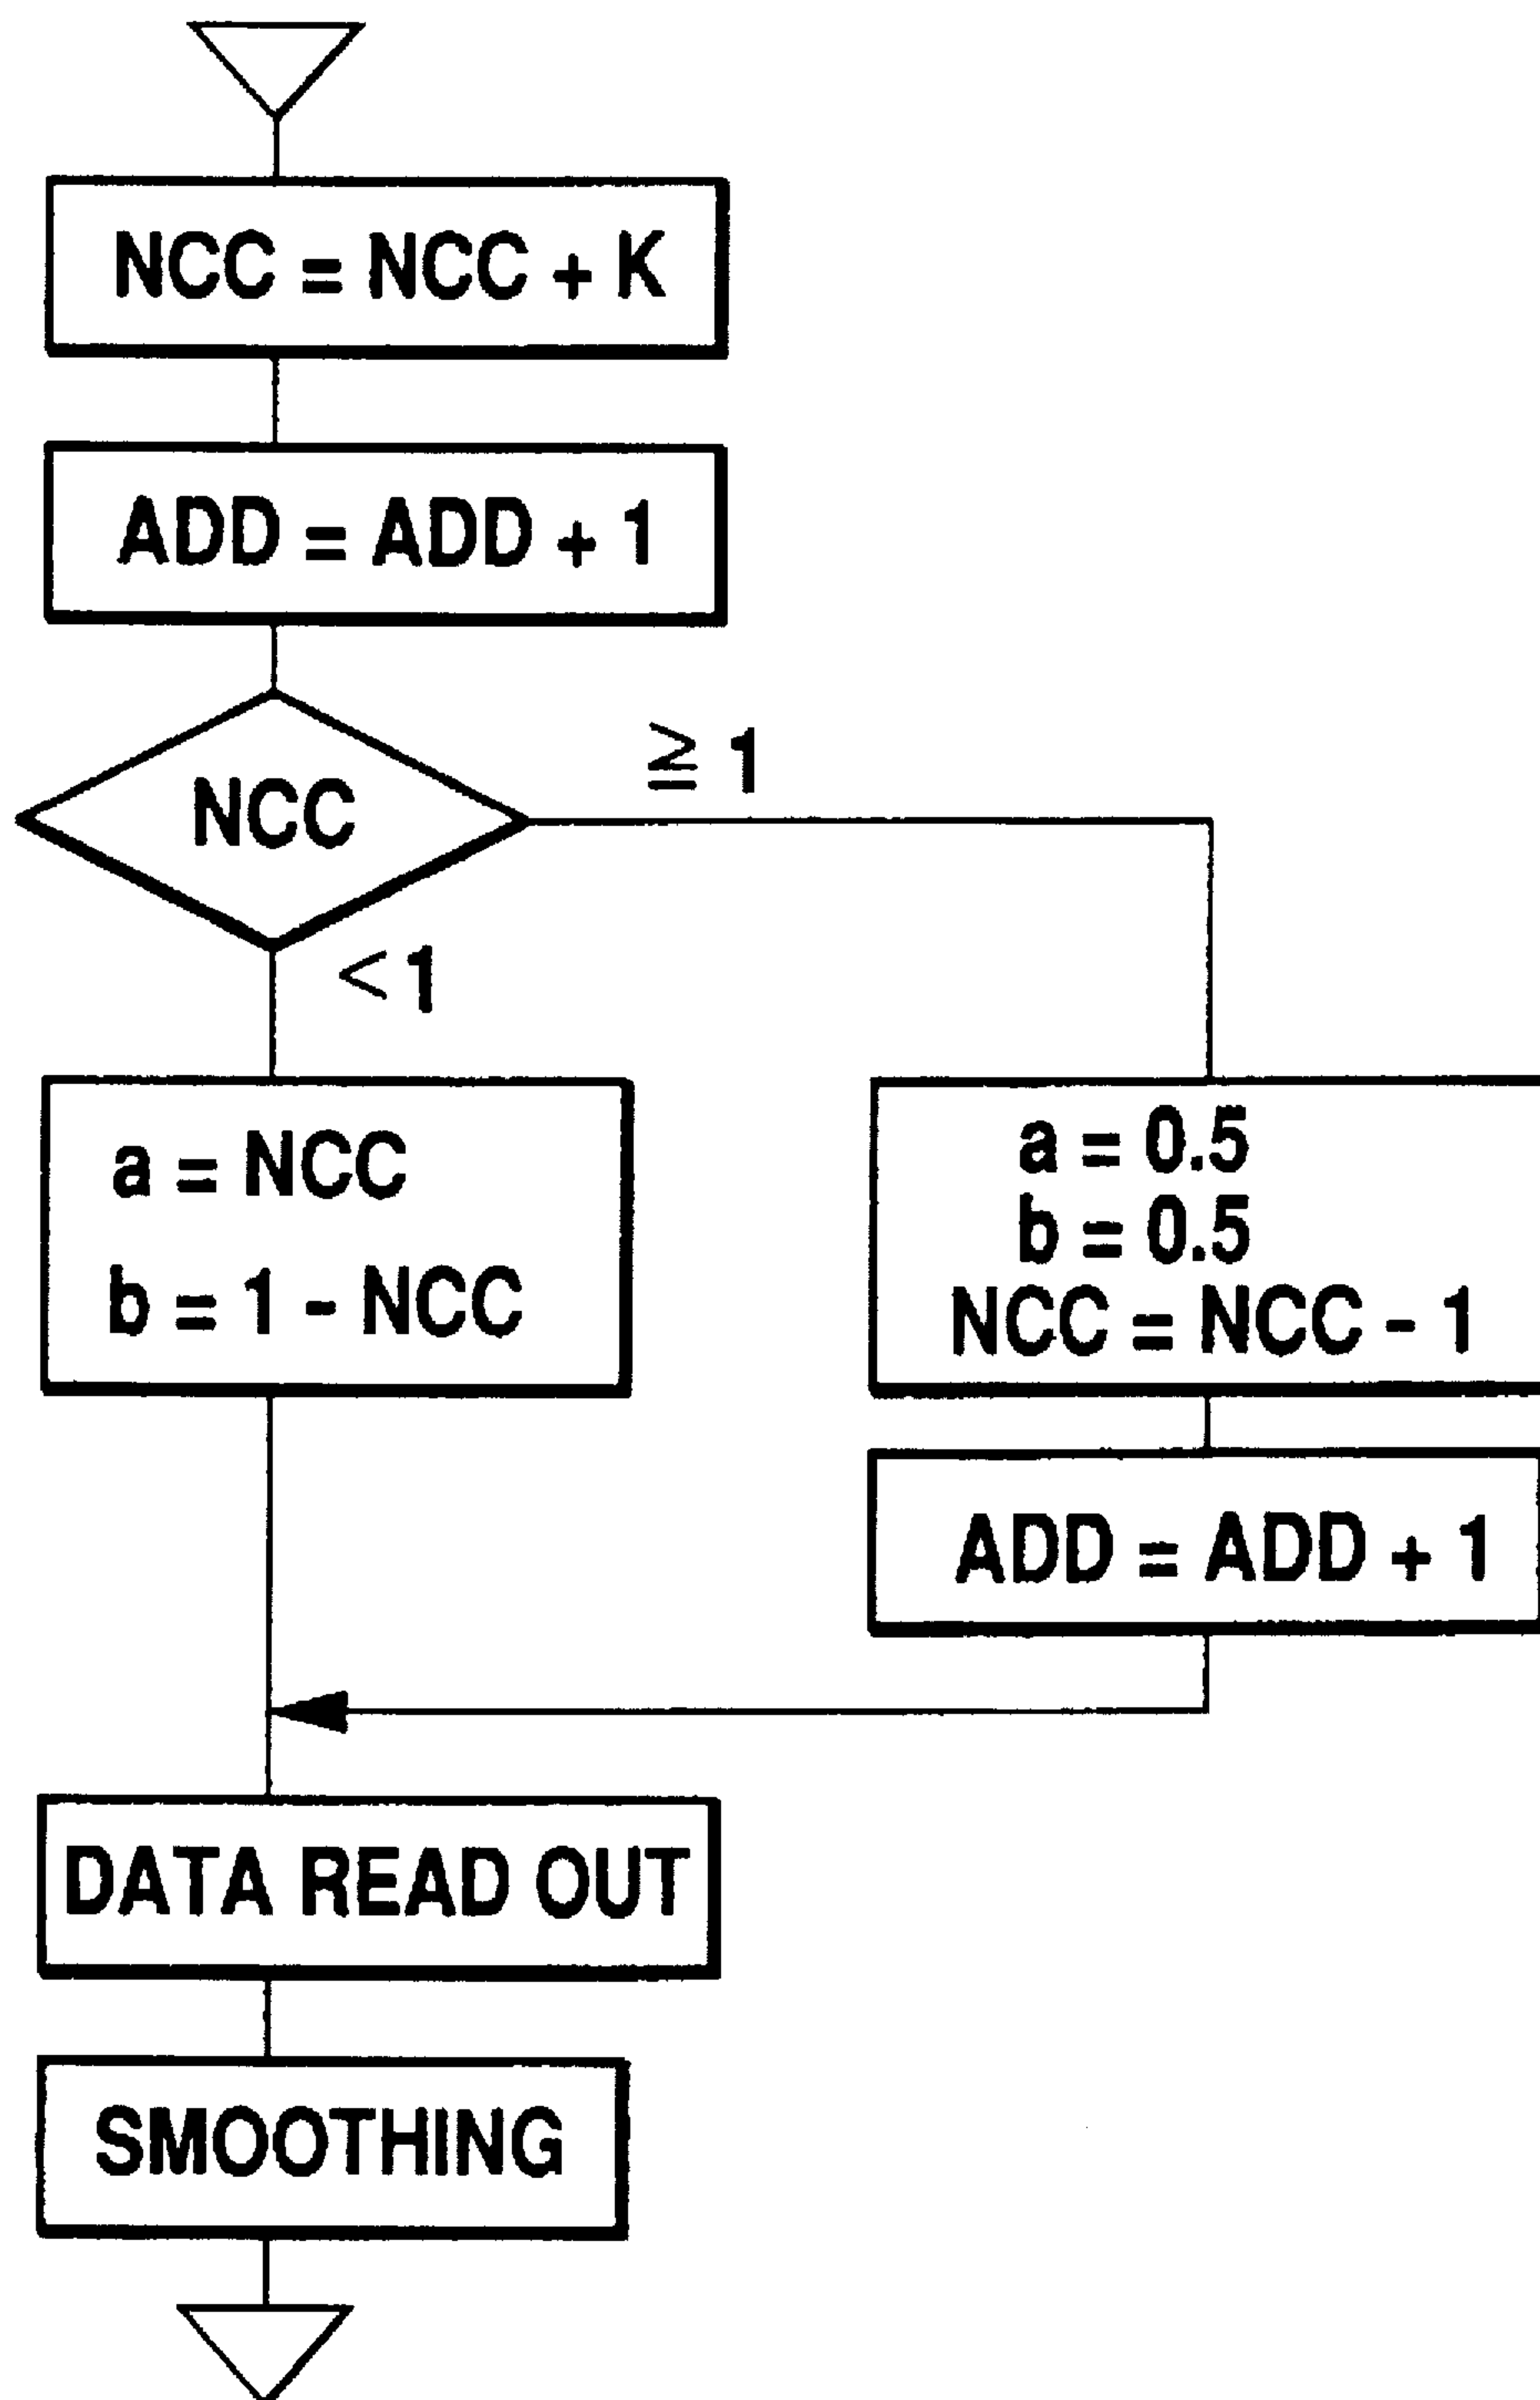 NCC = NCC + K
ADD = ADD + 1
NCC
≧ 1
< 1
a = NCC
b = 1 - NCC
a = 0.5
b = 0.5
NCC = NCC - 1
ADD = ADD + 1
DATA READ OUT
SMOOTHING